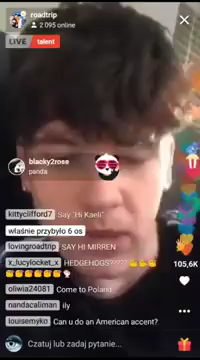 roadtrip
2 095 online
LIVE talent
blacky2rose
panda
kittyclifford7 Say "Hi Kaeli"
właśnie przybyło 6 os
lovingroadtrip SAY HI MIRREN
x_lucylocket_x HEDGEHOGS????
105,6K
oliwia24081 Come to Poland
nandacaliman ily
louisemyko Can u do an American accent?
Czatuj lub zadaj pytanie...